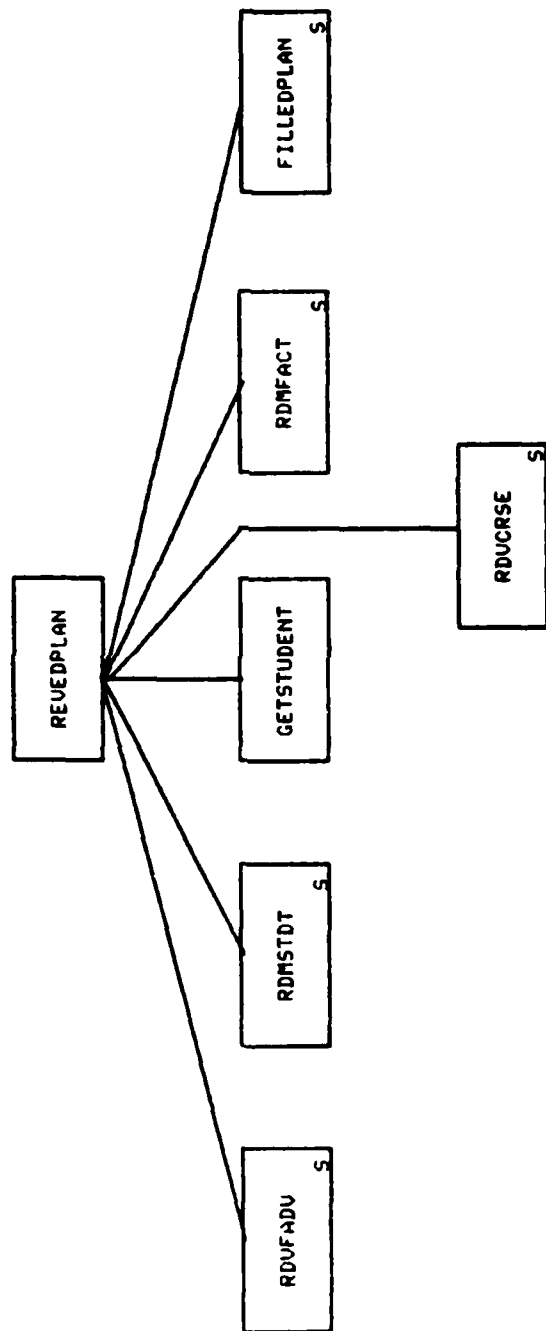 REVEDPLAN
RDVFADV
S
RDMSTDT
S
GETSTUDENT
RDMFACT
S
FILLEDPLAN
S
RDVCRSE
S